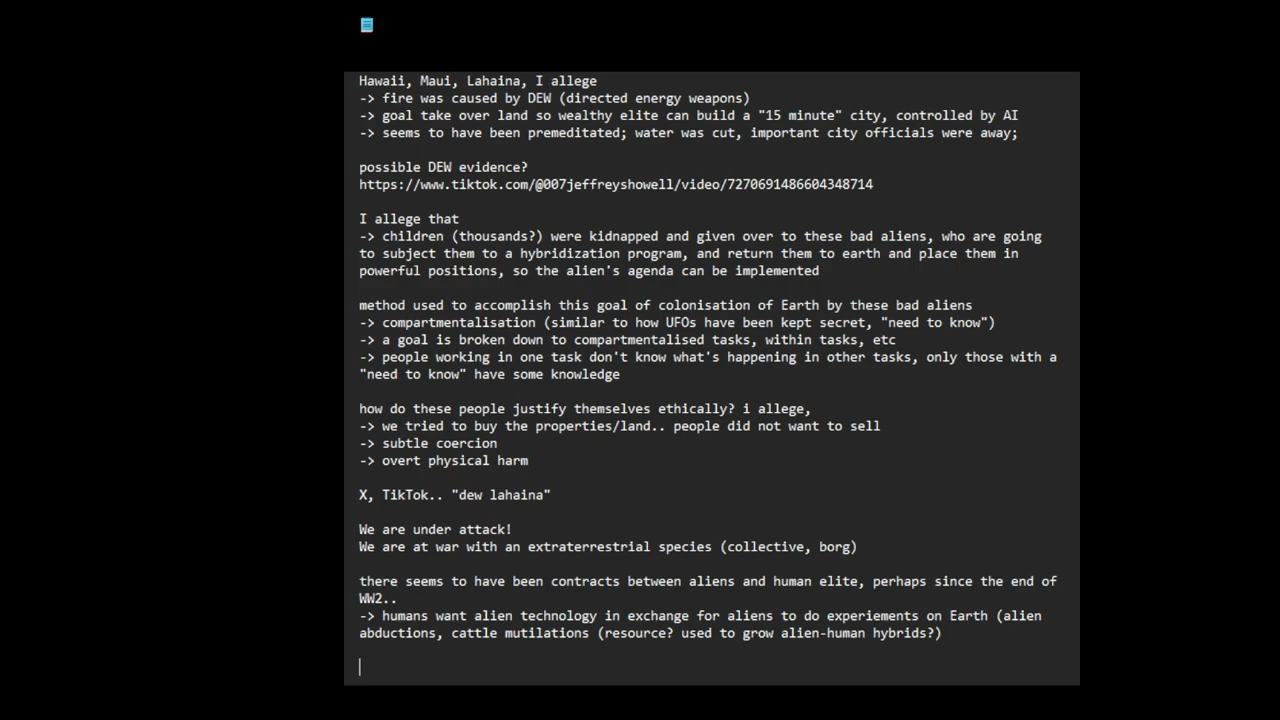 Hawaii, Maui, Lahaina, I allege
-> fire was caused by DEW (directed energy weapons)
-> goal take over land so wealthy elite can build a "15 minute" city, controlled by AI
-> seems to have been premeditated; water was cut, important city officials were away;
possible DEW evidence?
https://www.tiktok.com/@007jeffreyshowell/video/7270691486604348714
I allege that
-> children (thousands?) were kidnapped and given over to these bad aliens, who are going
to subject them to a hybridization program, and return them to earth and place them in
powerful positions, so the alien's agenda can be implemented
method used to accomplish this goal of colonisation of Earth by these bad aliens
-> compartmentalisation (similar to how UFOs have been kept secret, "need to know")
-> a goal is broken down to compartmentalised tasks, within tasks, etc
-> people working in one task don't know what's happening in other tasks, only those with a
"need to know" have some knowledge
how do these people justify themselves ethically? i allege,
-> we tried to buy the properties/land.. people did not want to sell
-> subtle coercion
-> overt physical harm
X, TikTok.. "dew lahaina"
We are under attack!
We are at war with an extraterrestrial species (collective, borg)
there seems to have been contracts between aliens and human elite, perhaps since the end of
WW2..
-> humans want alien technology in exchange for aliens to do experiements on Earth (alien
abductions, cattle mutilations (resource? used to grow alien-human hybrids?)